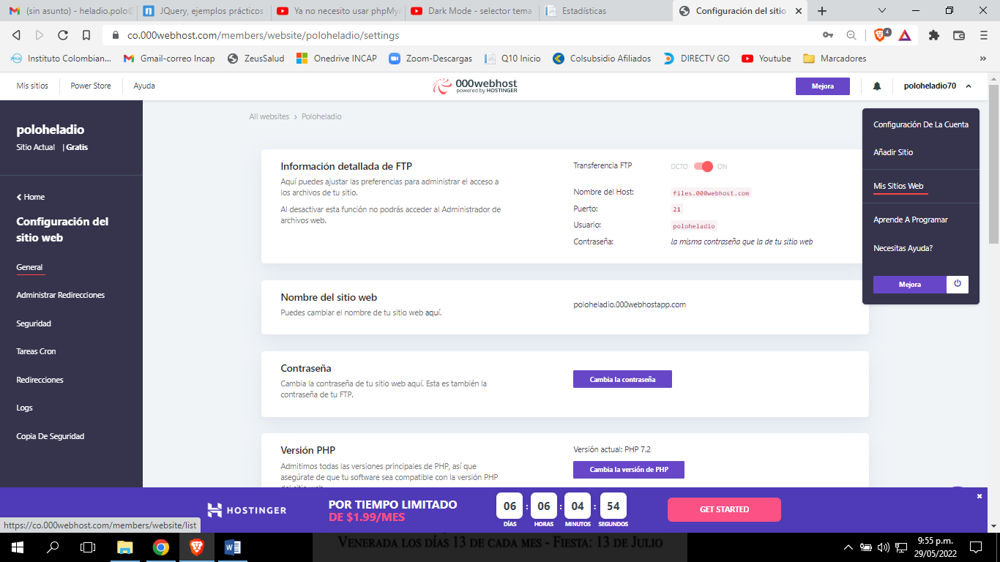 (sin asunto) - heladio.polo@
JQuery, ejemplos prácticos
Ya no necesito usar phpMyA
Dark Mode - selector tema
Estadísticas
Configuración del sitio
co.000webhost.com/members/website/poloheladio/settings
4
Instituto Colombian...
Gmail-correo Incap
ZeusSalud
Onedrive INCAP
Zoom-Descargas
Q10 Inicio
Colsubsidio Afiliados
DIRECTV GO
Youtube
Marcadores
»
Mis sitios
Power Store
Ayuda
000webhost
powered by HOSTINGER
Mejora
poloheladio70
poloheladio
Sitio Actual | Gratis
Home
Configuración del
sitio web
General
Administrar Redirecciones
Seguridad
Tareas Cron
Redirecciones
Logs
Copia De Seguridad
All websites > Poloheladio
Información detallada de FTP
Aquí puedes ajustar las preferencias para administrar el acceso a
los archivos de tu sitio.
Al desactivar esta función no podrás acceder al Administrador de
archivos web.
Transferencia FTP
DCTO ON
Nombre del Host: files.000webhost.com
Puerto: 21
Usuario: poloheladio
Contraseña: la misma contraseña que la de tu sitio web
Nombre del sitio web
Puedes cambiar el nombre de tu sitio web aquí.
poloheladio.000webhostapp.com
Contraseña
Cambia la contraseña de tu sitio web aquí. Esta es también la
contraseña de tu FTP.
Cambia la contraseña
Versión PHP
Admitimos todas las versiones principales de PHP, así que
asegúrate de que tu software sea compatible con la versión PHP
del sitio web.
Versión actual: PHP 7.2
Cambia la versión de PHP
Configuración De La Cuenta
Añadir Sitio
Mis Sitios Web
Aprende A Programar
Necesitas Ayuda?
Mejora
HOSTINGER
POR TIEMPO LIMITADO
DE $1.99/MES
06 : 06 : 04 : 54
DÍAS HORAS MINUTOS SEGUNDOS
GET STARTED
https://co.000webhost.com/members/website/list
VENERADA LOS DÍAS 13 DE CADA MES - FIESTA: 13 DE JULIO
9:55 p.m.
29/05/2022